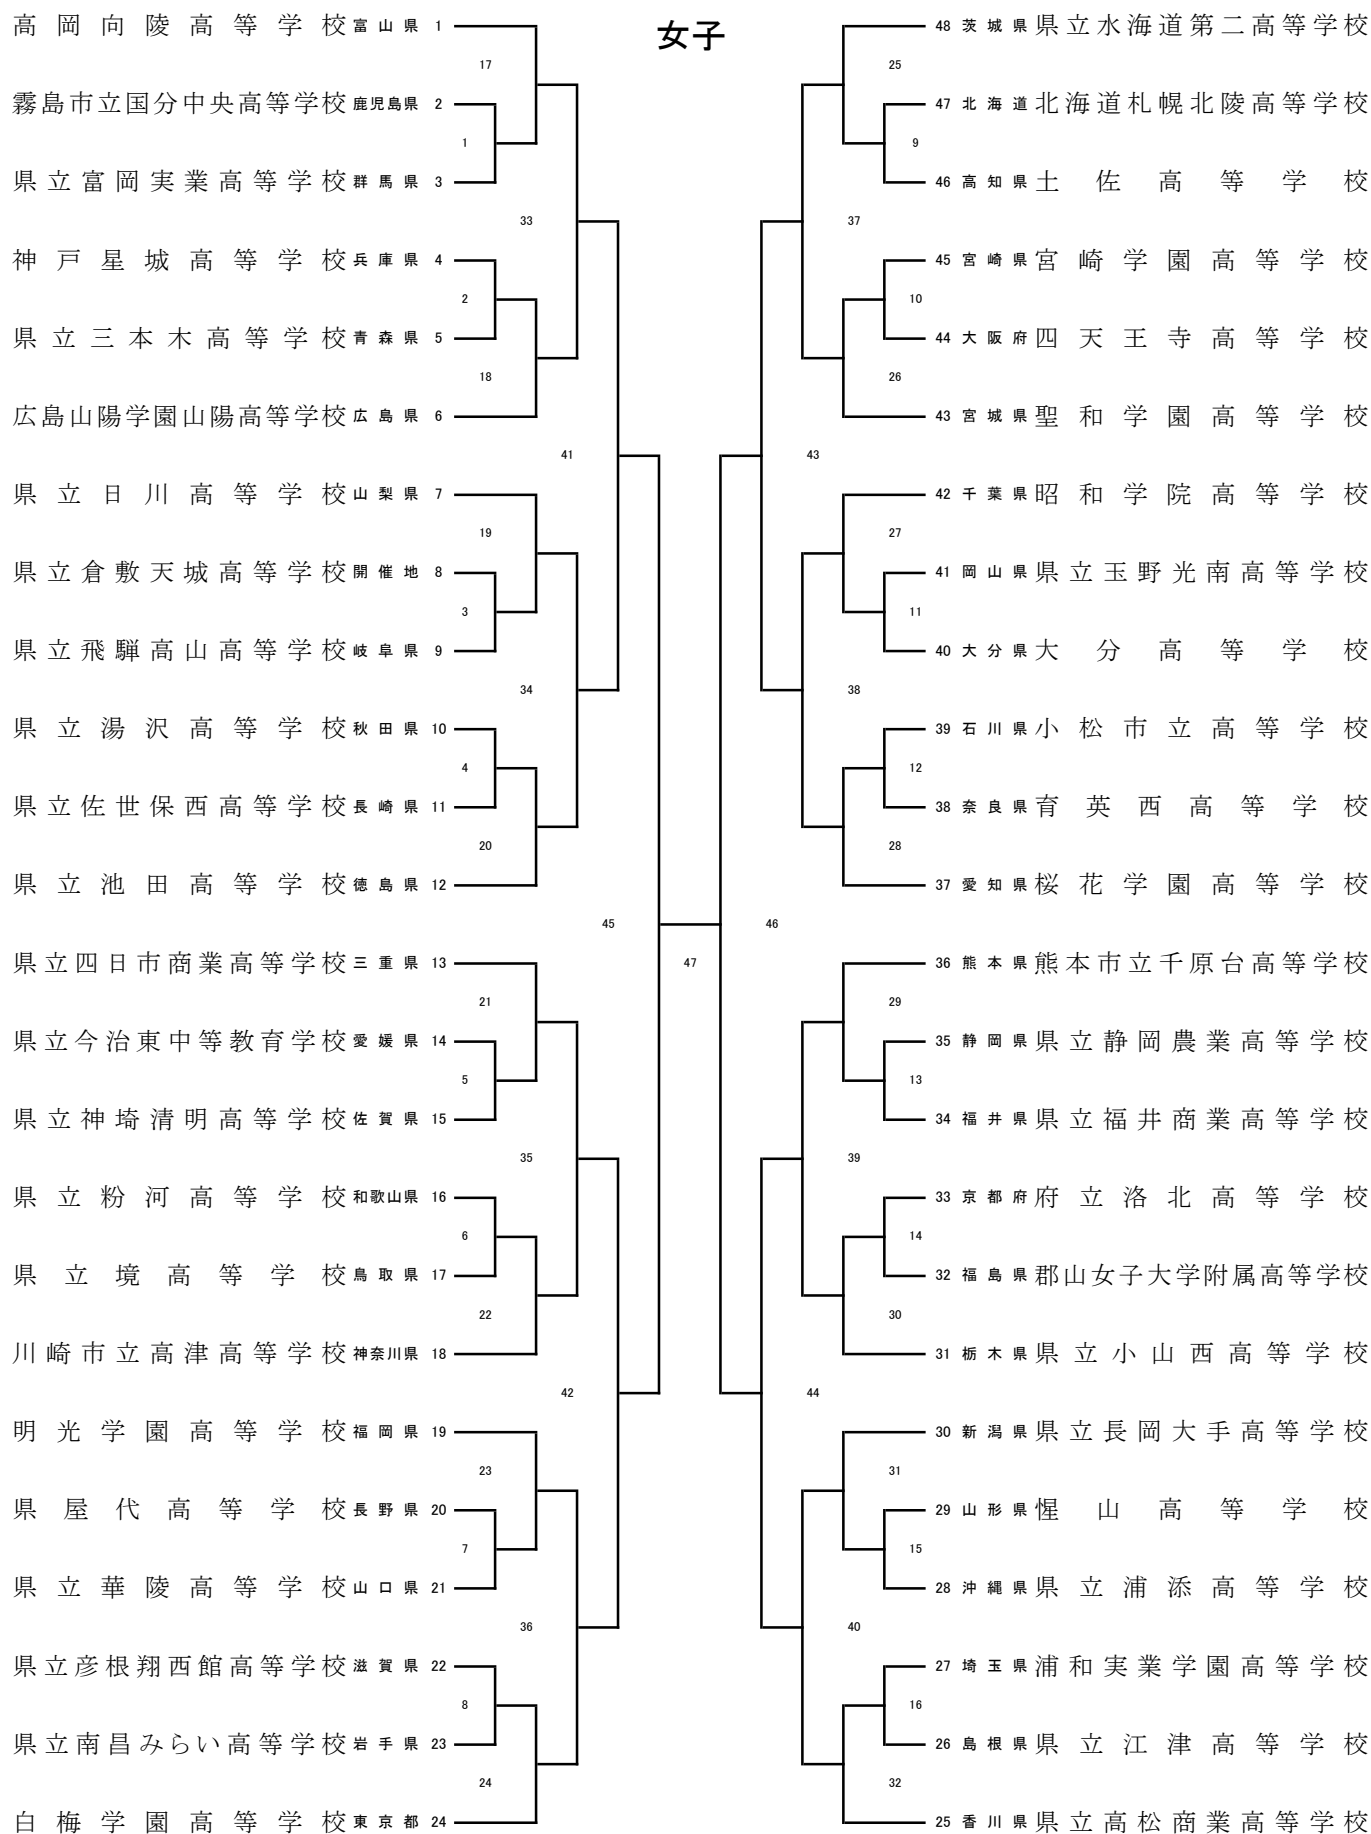 女子
高岡向陵高等学校 富山県 1
17
霧島市立国分中央高等学校 鹿児島県 2
1
県立富岡実業高等学校 群馬県 3
33
神戸星城高等学校 兵庫県 4
2
県立三本木高等学校 青森県 5
18
広島山陽学園山陽高等学校 広島県 6
41
県立日川高等学校 山梨県 7
19
県立倉敷天城高等学校 開催地 8
3
県立飛騨高山高等学校 岐阜県 9
34
県立湯沢高等学校 秋田県 10
4
県立佐世保西高等学校 長崎県 11
20
県立池田高等学校 徳島県 12
45
県立四日市商業高等学校 三重県 13
21
県立今治東中等教育学校 愛媛県 14
5
県立神埼清明高等学校 佐賀県 15
35
県立粉河高等学校 和歌山県 16
6
県立境高等学校 鳥取県 17
22
川崎市立高津高等学校 神奈川県 18
42
明光学園高等学校 福岡県 19
23
県屋代高等学校 長野県 20
7
県立華陵高等学校 山口県 21
36
県立彦根翔西館高等学校 滋賀県 22
8
県立南昌みらい高等学校 岩手県 23
24
白梅学園高等学校 東京都 24
47
48 茨城県 県立水海道第二高等学校
25
47 北海道 北海道札幌北陵高等学校
9
46 高知県 土佐高等学校
37
45 宮崎県 宮崎学園高等学校
10
44 大阪府 四天王寺高等学校
26
43 宮城県 聖和学園高等学校
43
42 千葉県 昭和学院高等学校
27
41 岡山県 県立玉野光南高等学校
11
40 大分県 大分高等学校
38
39 石川県 小松市立高等学校
12
38 奈良県 育英西高等学校
28
37 愛知県 桜花学園高等学校
46
36 熊本県 熊本市立千原台高等学校
29
35 静岡県 県立静岡農業高等学校
13
34 福井県 県立福井商業高等学校
39
33 京都府 府立洛北高等学校
14
32 福島県 郡山女子大学附属高等学校
30
31 栃木県 県立小山西高等学校
44
30 新潟県 県立長岡大手高等学校
31
29 山形県 惺山高等学校
15
28 沖縄県 県立浦添高等学校
40
27 埼玉県 浦和実業学園高等学校
16
26 島根県 県立江津高等学校
32
25 香川県 県立高松商業高等学校